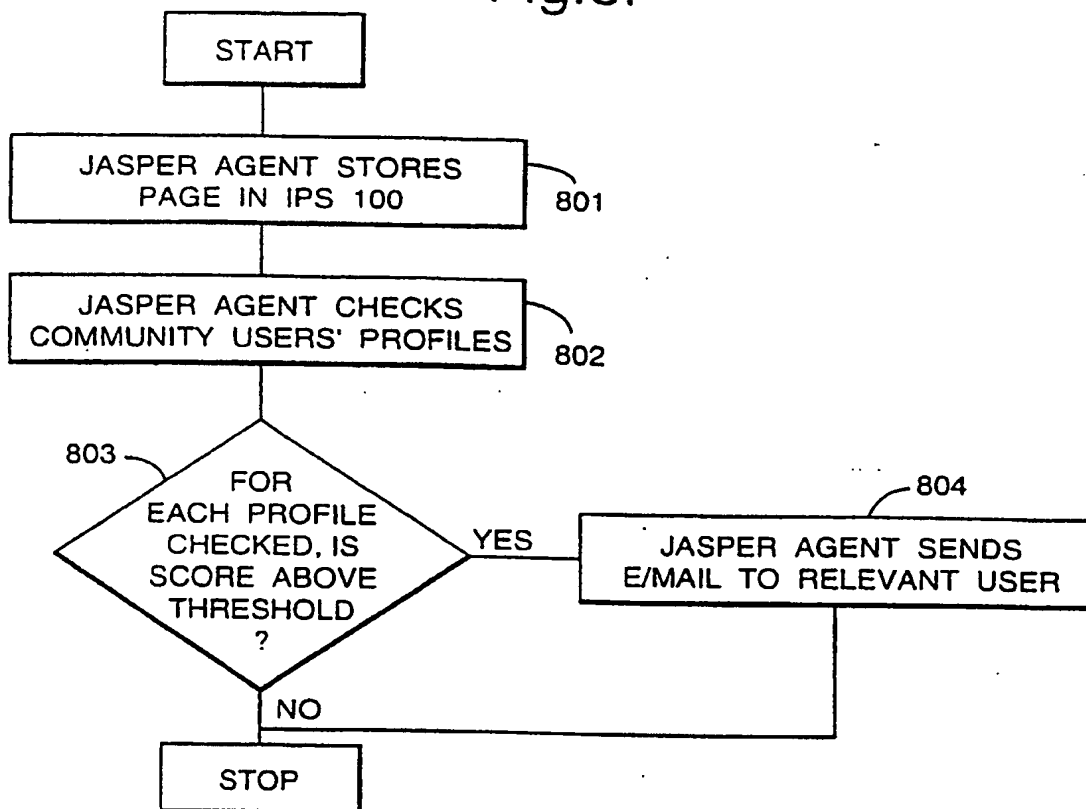 START
JASPER AGENT STORES
PAGE IN IPS 100
801
JASPER AGENT CHECKS
COMMUNITY USERS' PROFILES
802
803
FOR
EACH PROFILE
CHECKED, IS
SCORE ABOVE
THRESHOLD
?
YES
804
JASPER AGENT SENDS
E/MAIL TO RELEVANT USER
NO
STOP